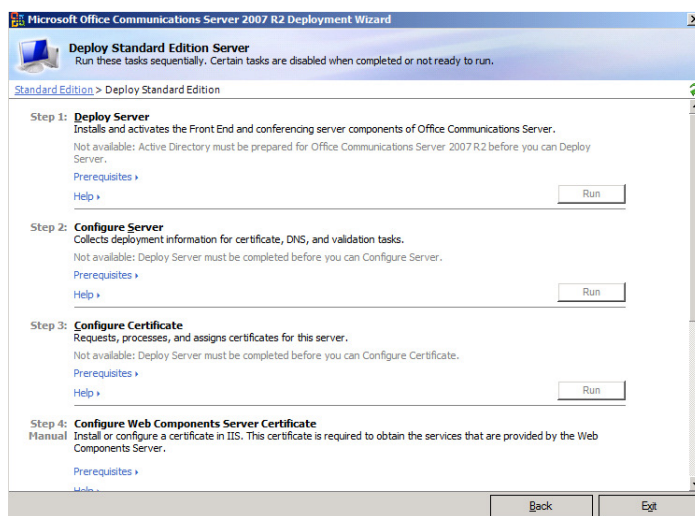 Microsoft Office Communications Server 2007 R2 Deployment Wizard
Deploy Standard Edition Server
Run these tasks sequentially. Certain tasks are disabled when completed or not ready to run.
Standard Edition > Deploy Standard Edition
Step 1: Deploy Server
Installs and activates the Front End and conferencing server components of Office Communications Server.
Not available: Active Directory must be prepared for Office Communications Server 2007 R2 before you can Deploy
Server.
Prerequisites
Help
Run
Step 2: Configure Server
Collects deployment information for certificate, DNS, and validation tasks.
Not available: Deploy Server must be completed before you can Configure Server.
Prerequisites
Help
Run
Step 3: Configure Certificate
Requests, processes, and assigns certificates for this server.
Not available: Deploy Server must be completed before you can Configure Certificate.
Prerequisites
Help
Run
Step 4: Configure Web Components Server Certificate
Manual Install or configure a certificate in IIS. This certificate is required to obtain the services that are provided by the Web
Components Server.
Prerequisites
Help
Back
Exit